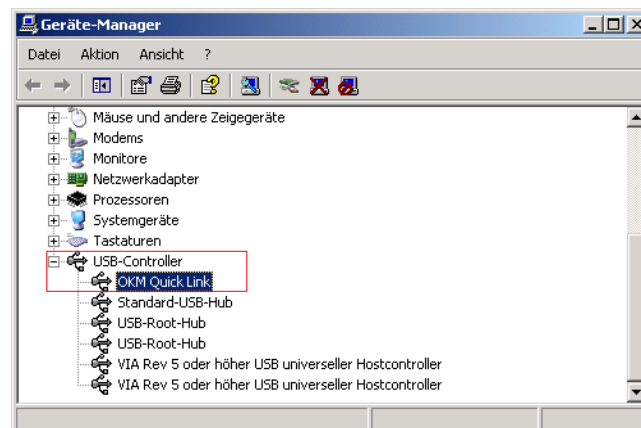 Geräte-Manager
Datei Aktion Ansicht ?
Mäuse und andere Zeigegeräte
Modems
Monitore
Netzwerkadapter
Prozessoren
Systemgeräte
Tastaturen
USB-Controller
OKM Quick Link
Standard-USB-Hub
USB-Root-Hub
USB-Root-Hub
VIA Rev 5 oder höher USB universeller Hostcontroller
VIA Rev 5 oder höher USB universeller Hostcontroller